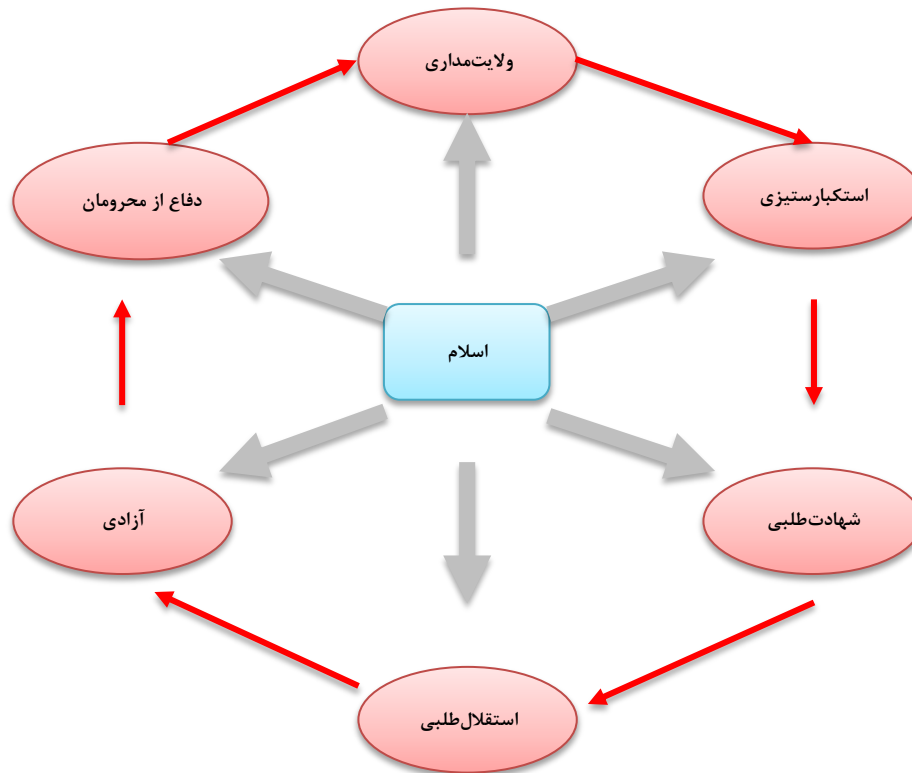 ولایت‌مداری
استکبارستیزی
دفاع از محرومان
اسلام
شهادت‌طلبی
آزادی
استقلال‌طلبی